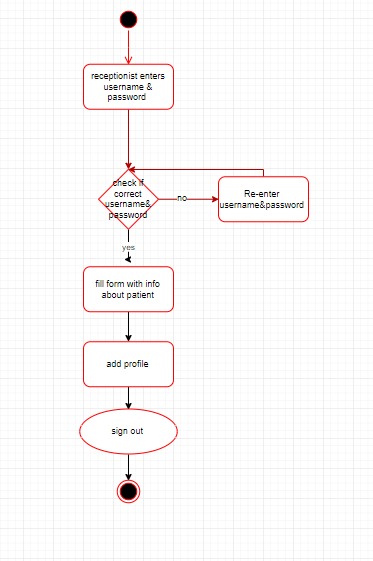 receptionist enters
username &
password
check if
correct
username&
password
no
Re-enter
username&password
yes
fill form with info
about patient
add profile
sign out